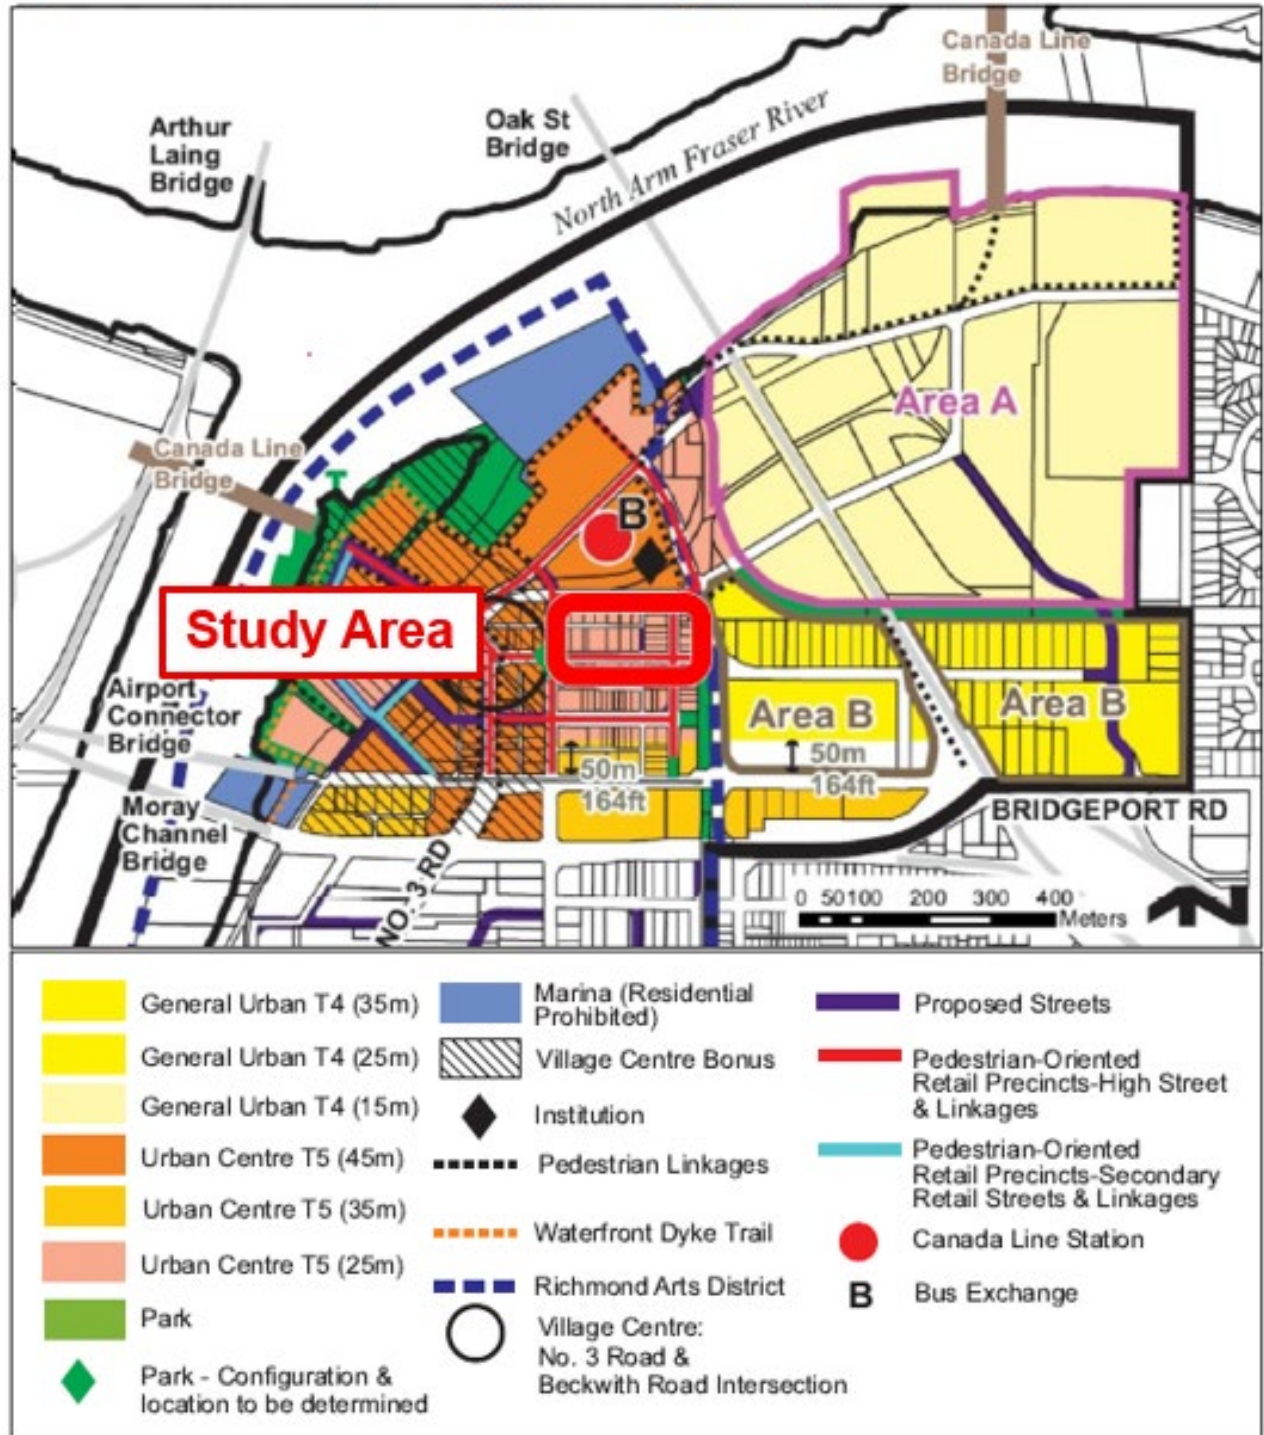 Canada Line
Bridge
Arthur
Laing
Bridge
Oak St
Bridge
North Arm Fraser River
Area A
Canada Line
Bridge
B
Study Area
Airport
Connector
Bridge
Area B
Area B
50m
164ft
50m
164ft
Moray
Channel
Bridge
BRIDGEPORT RD
NO. 3 RD
0 50 100 200 300 400
Meters
N
General Urban T4 (35m)
General Urban T4 (25m)
General Urban T4 (15m)
Urban Centre T5 (45m)
Urban Centre T5 (35m)
Urban Centre T5 (25m)
Park
Park - Configuration &
location to be determined
Marina (Residential
Prohibited)
Village Centre Bonus
Institution
Pedestrian Linkages
Waterfront Dyke Trail
Richmond Arts District
Village Centre:
No. 3 Road &
Beckwith Road Intersection
Proposed Streets
Pedestrian-Oriented
Retail Precincts-High Street
& Linkages
Pedestrian-Oriented
Retail Precincts-Secondary
Retail Streets & Linkages
Canada Line Station
B Bus Exchange